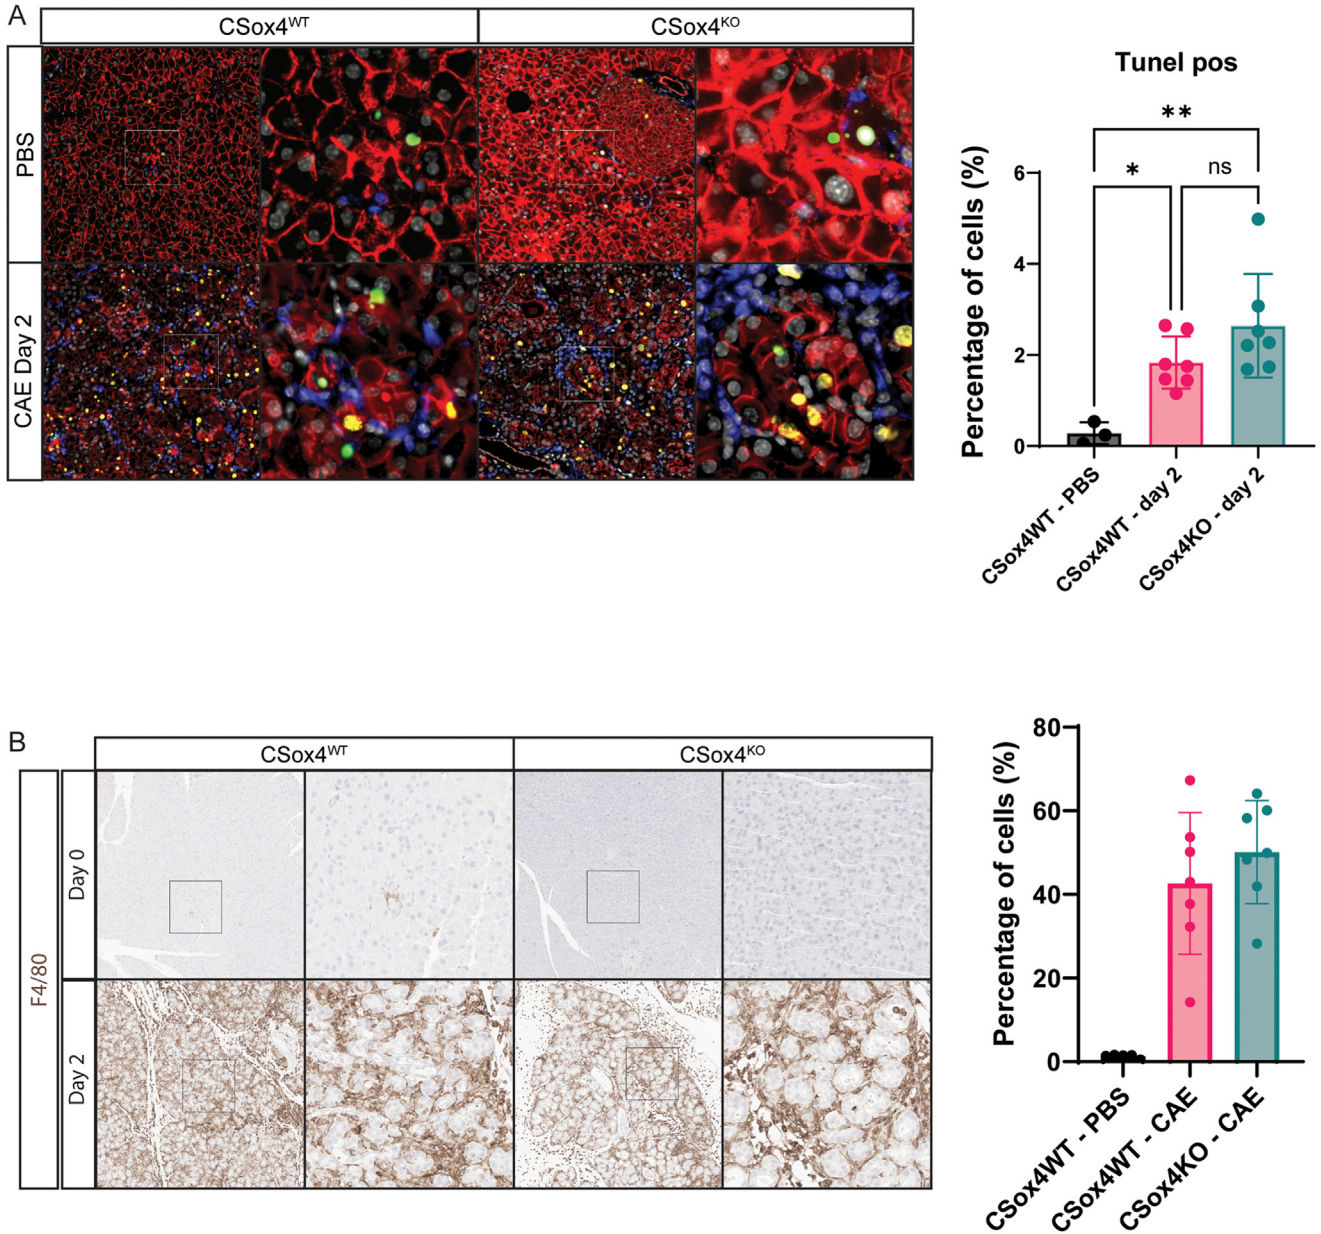 A
CSox4WT
CSox4KO
PBS
CAE Day 2
Tunel pos
**
*
ns
Percentage of cells (%)
6
4
2
0
CSox4WT - PBS
CSox4WT - day 2
CSox4KO - day 2
B
CSox4WT
CSox4KO
F4/80
Day 0
Day 2
Percentage of cells (%)
80
60
40
20
0
CSox4WT - PBS
CSox4WT - CAE
CSox4KO - CAE